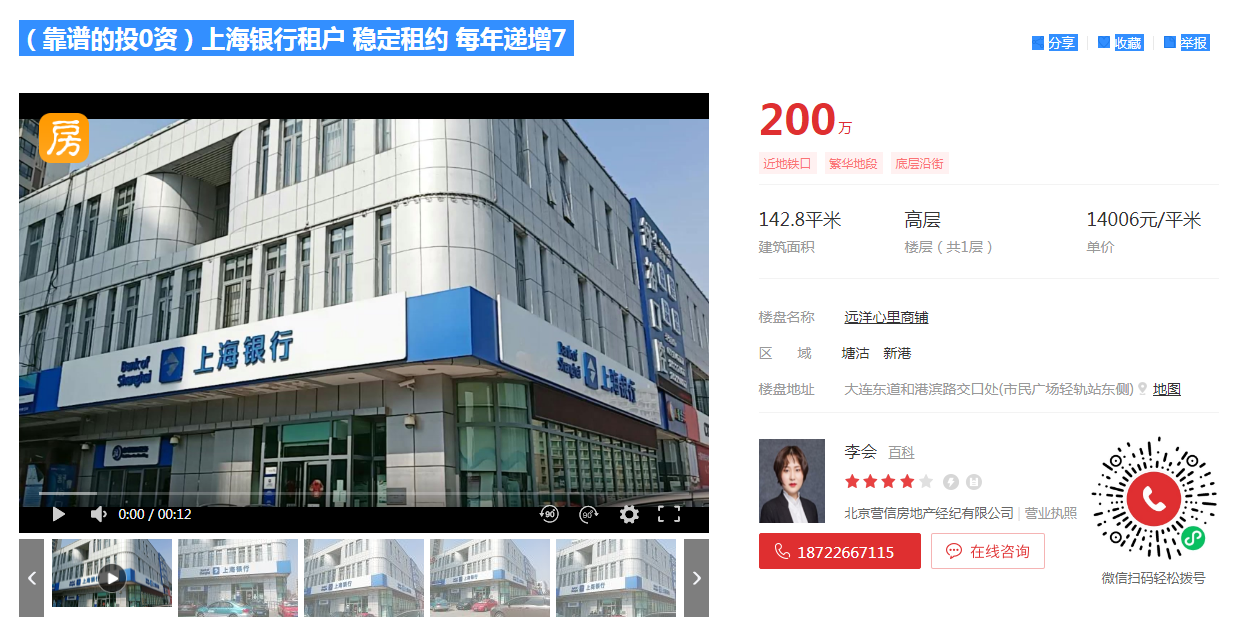 （靠谱的投0资）上海银行租户 稳定租约 每年递增7
分享 收藏 举报
房
200万
近地铁口 繁华地段 底层沿街
142.8平米 高层 14006元/平米
建筑面积 楼层（共1层） 单价
Bank of Shanghai 上海银行
Bank of Shanghai 上海银行
楼盘名称 远洋心里商铺
区 域 塘沽 新港
楼盘地址 大连东道和港滨路交口处(市民广场轻轨站东侧) 地图
李会 百科
北京营信房地产经纪有限公司 | 营业执照
0:00 / 00:12
18722667115 在线咨询
微信扫码轻松拨号